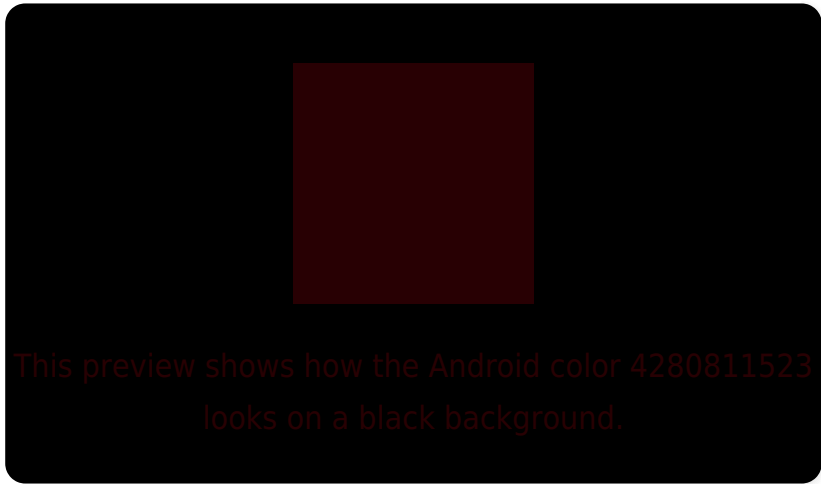 This preview shows how the Android color 4280811523
looks on a black background.